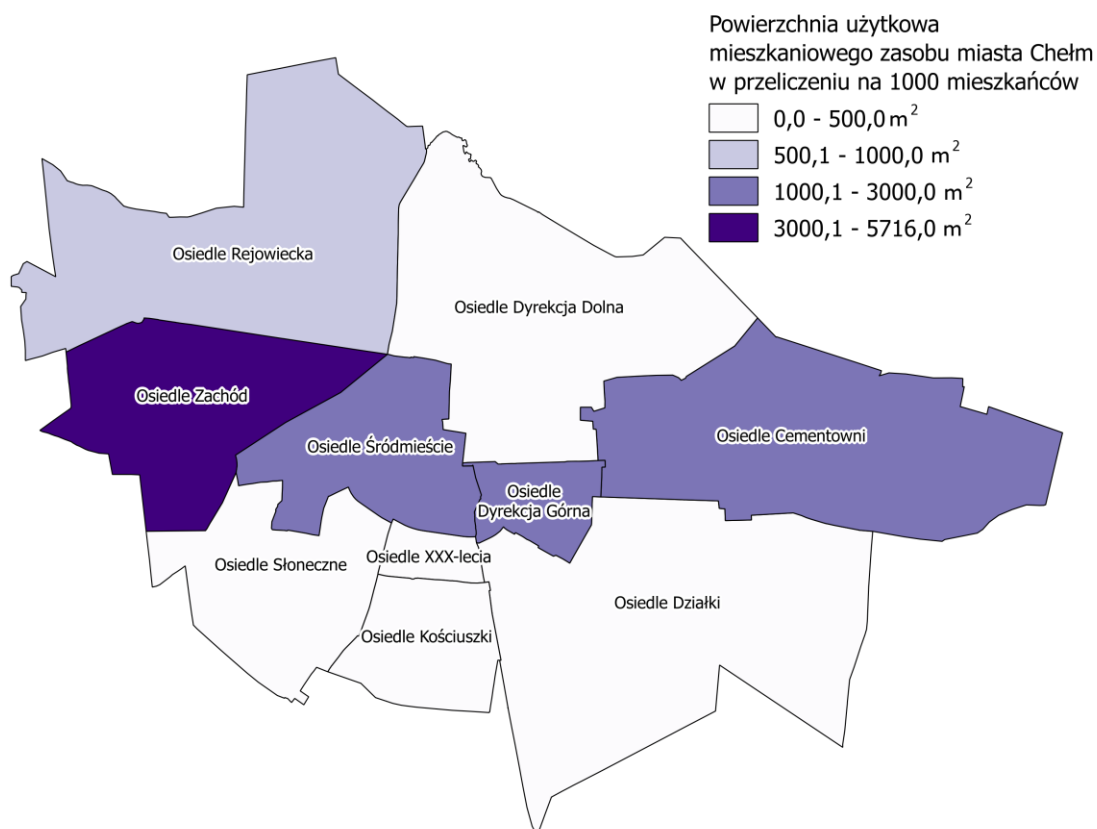 Powierzchnia użytkowa
mieszkaniowego zasobu miasta Chełm
w przeliczeniu na 1000 mieszkańców
0,0 - 500,0 m²
500,1 - 1000,0 m²
1000,1 - 3000,0 m²
3000,1 - 5716,0 m²
Osiedle Rejowiecka
Osiedle Dyrekcja Dolna
Osiedle Zachód
Osiedle Śródmieście
Osiedle Cementowni
Osiedle
Dyrekcja Górna
Osiedle XXX-lecia
Osiedle Słoneczne
Osiedle Działki
Osiedle Kościuszki